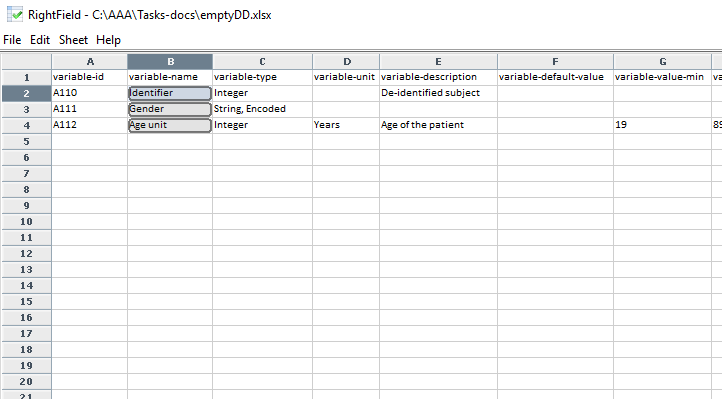 RightField - C:\AAA\Tasks-docs\emptyDD.xlsx
File Edit Sheet Help
A B C D E F G
1 variable-id variable-name variable-type variable-unit variable-description variable-default-value variable-value-min va
2 A110 Identifier Integer De-identified subject
3 A111 Gender String, Encoded
4 A112 Age unit Integer Years Age of the patient 19 89
5
6
7
8
9
10
11
12
13
14
15
16
17
18
19
20
21